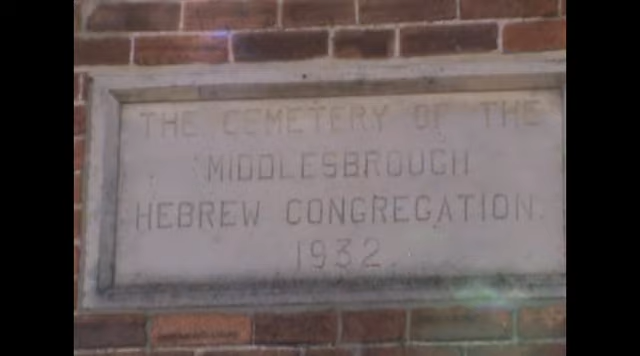 THE CEMETERY OF THE
MIDDLESBROUGH
HEBREW CONGREGATION.
1932